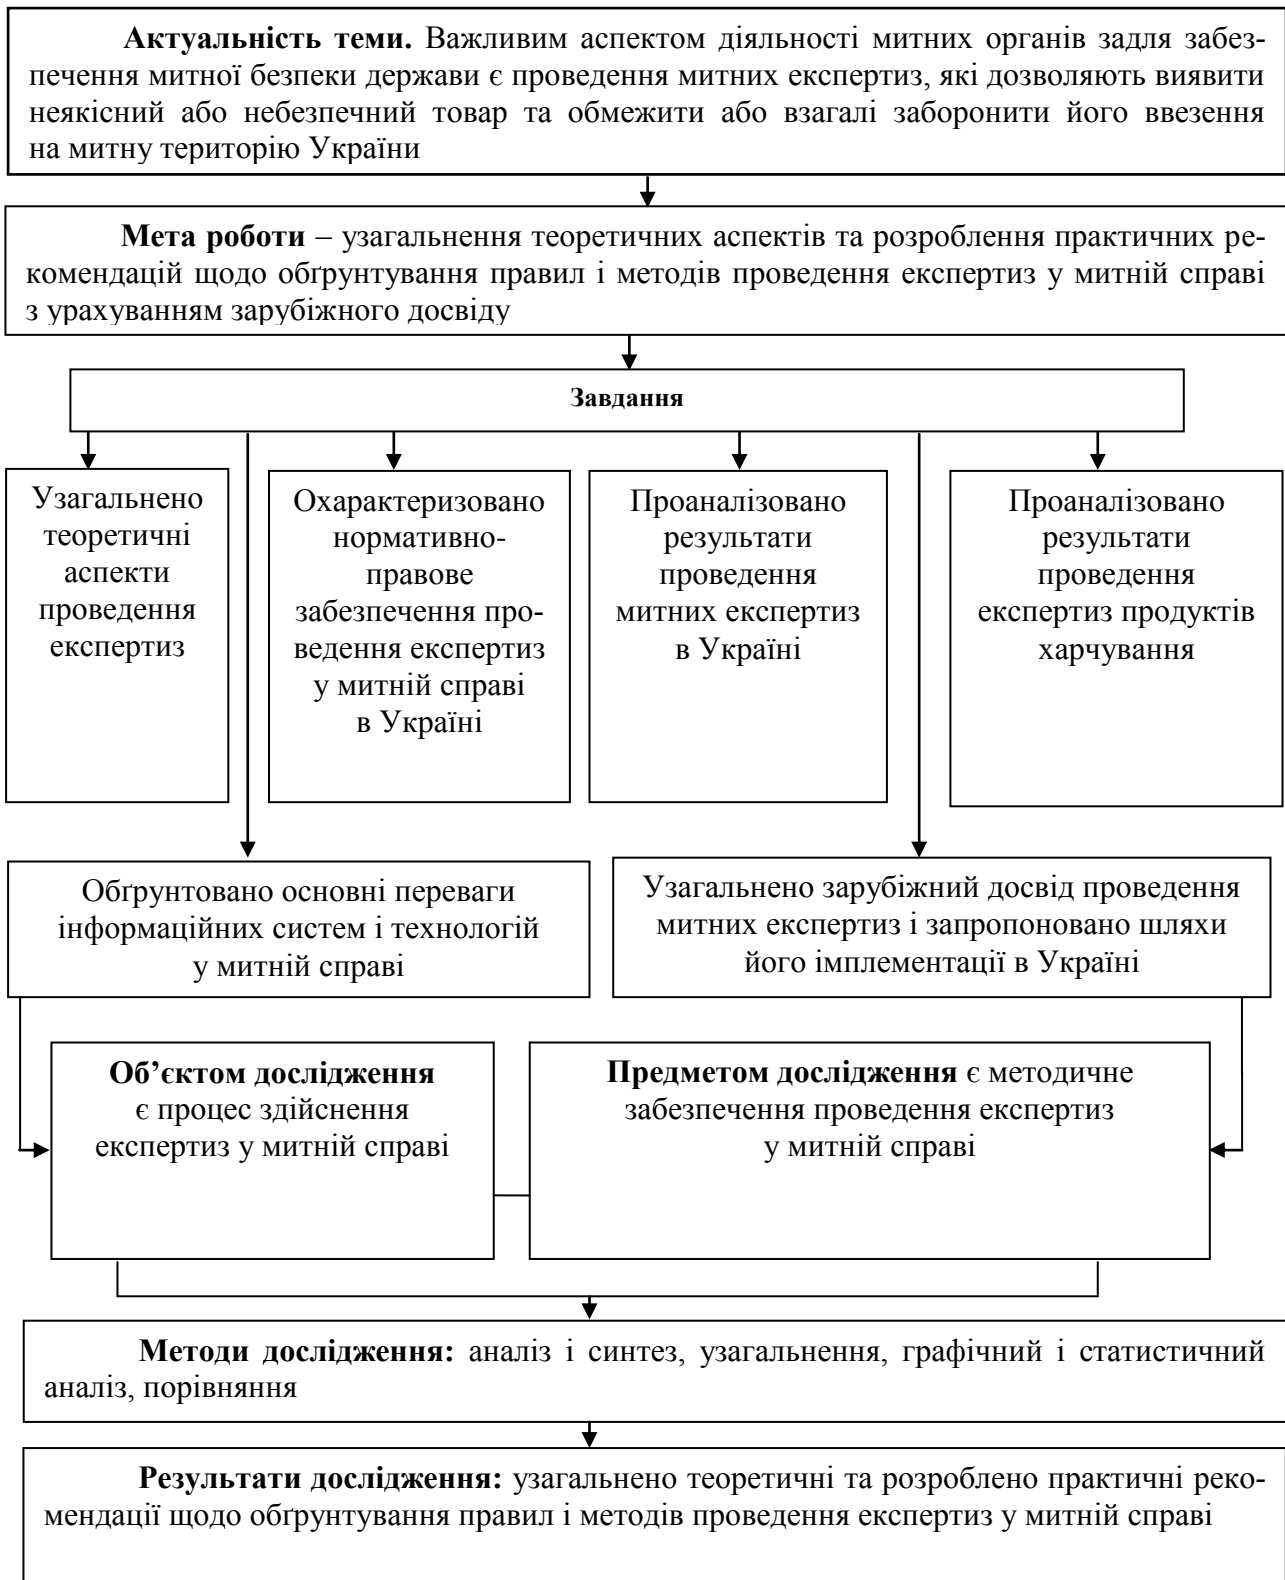 Актуальність теми. Важливим аспектом діяльності митних органів задля забез-
печення митної безпеки держави є проведення митних експертиз, які дозволяють виявити
неякісний або небезпечний товар та обмежити або взагалі заборонити його ввезення
на митну територію України
Мета роботи – узагальнення теоретичних аспектів та розроблення практичних ре-
комендацій щодо обґрунтування правил і методів проведення експертиз у митній справі
з урахуванням зарубіжного досвіду
Завдання
Узагальнено
теоретичні
аспекти
проведення
експертиз
Охарактеризовано
нормативно-
правове
забезпечення про-
ведення експертиз
у митній справі
в Україні
Проаналізовано
результати
проведення
митних експертиз
в Україні
Проаналізовано
результати
проведення
експертиз продуктів
харчування
Обґрунтовано основні переваги
інформаційних систем і технологій
у митній справі
Узагальнено зарубіжний досвід проведення
митних експертиз і запропоновано шляхи
його імплементації в Україні
Об’єктом дослідження
є процес здійснення
експертиз у митній справі
Предметом дослідження є методичне
забезпечення проведення експертиз
у митній справі
Методи дослідження: аналіз і синтез, узагальнення, графічний і статистичний
аналіз, порівняння
Результати дослідження: узагальнено теоретичні та розроблено практичні реко-
мендації щодо обґрунтування правил і методів проведення експертиз у митній справі